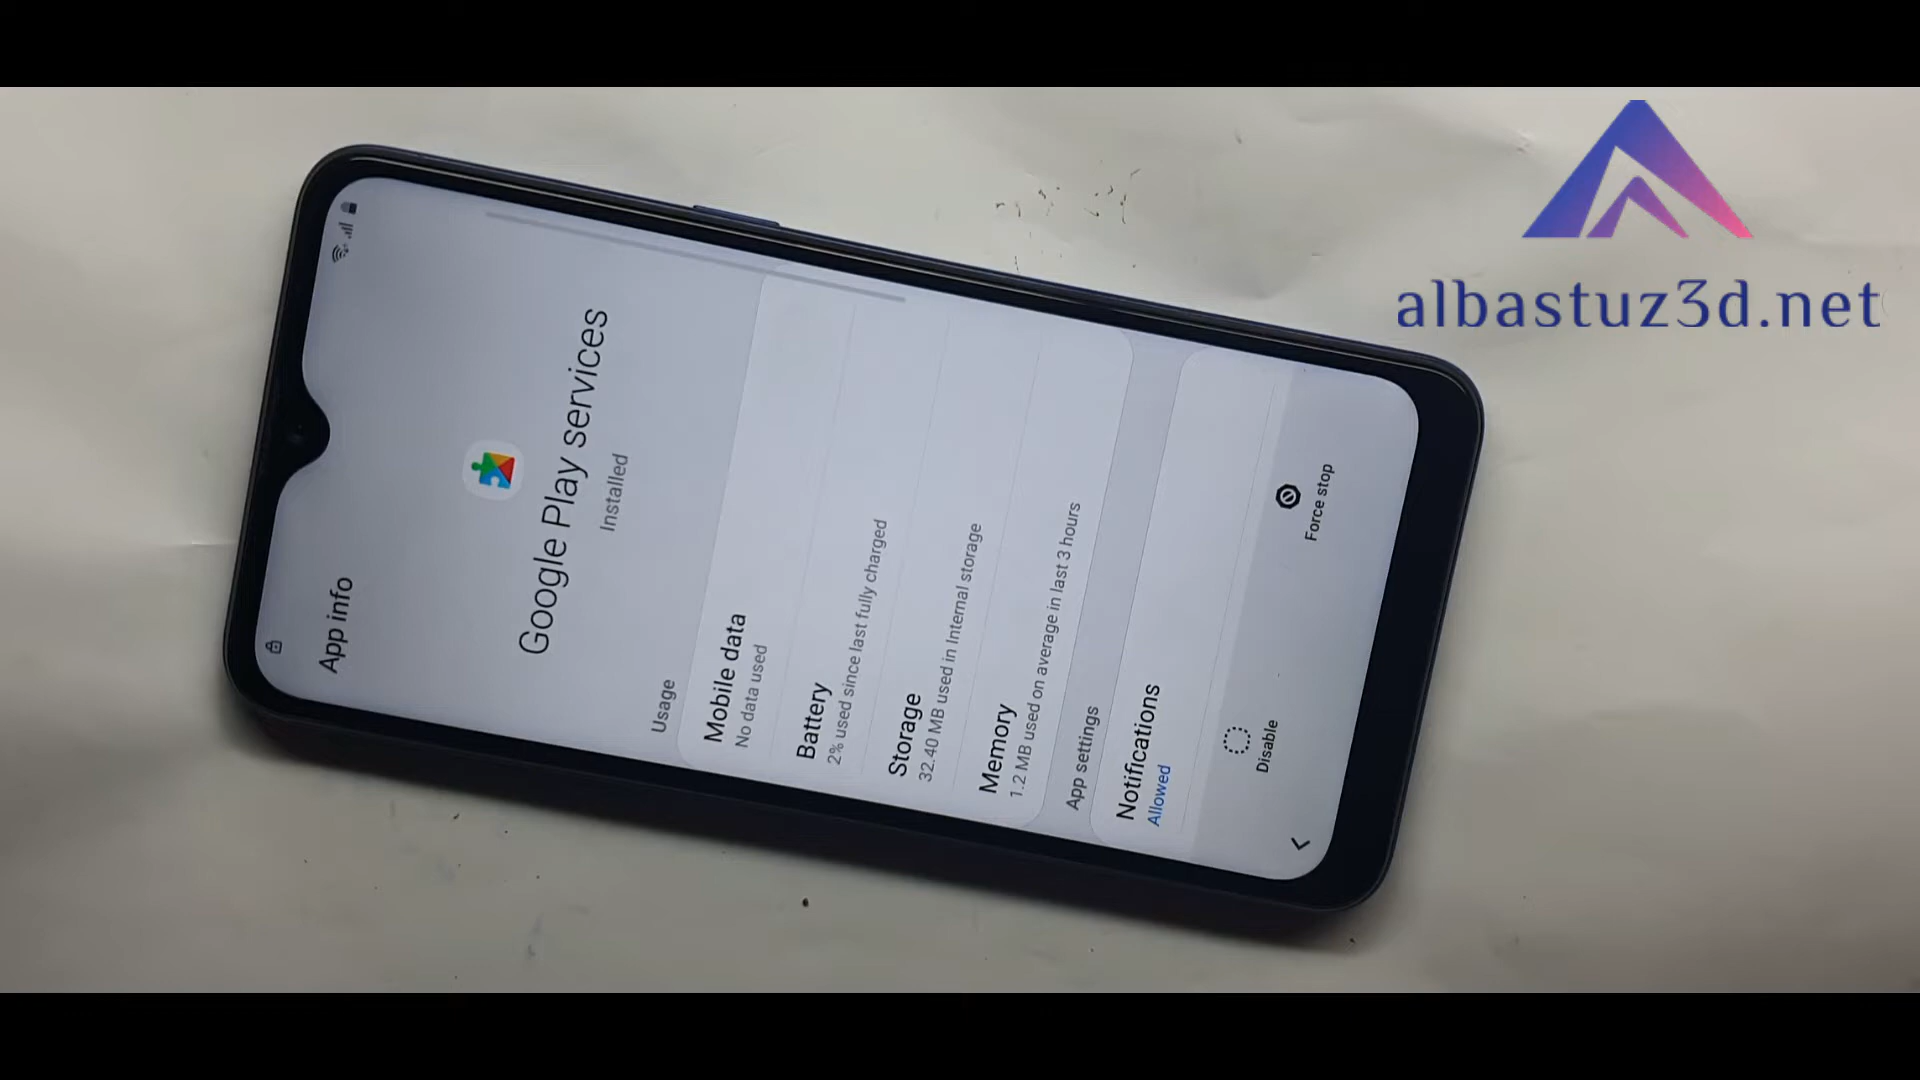 albastuz3d.net
App info
Google Play services
Installed
Usage
Mobile data
No data used
Battery
2% used since last fully charged
Storage
32.40 MB used in Internal storage
Memory
1.2 MB used on average in last 3 hours
App settings
Notifications
Allowed
Disable
Force stop